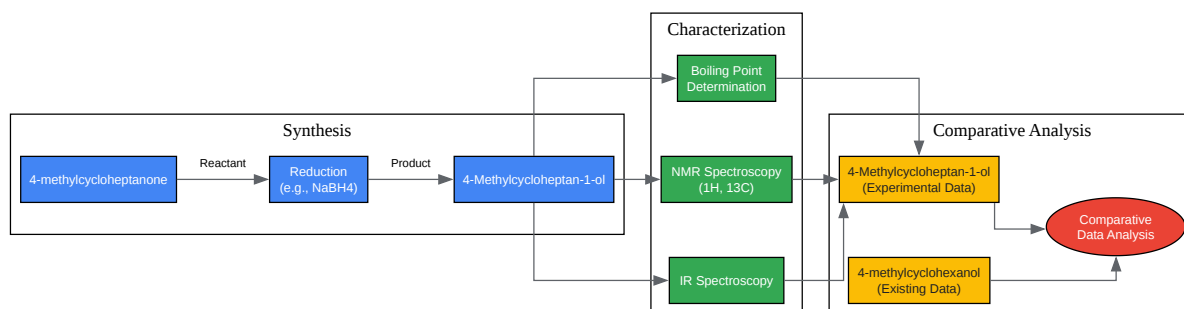 Characterization
Boiling Point
Determination
Synthesis
Comparative Analysis
4-methylcycloheptanone
Reactant
Reduction
(e.g., NaBH4)
Product
4-Methylcycloheptan-1-ol
NMR Spectroscopy
(1H, 13C)
4-Methylcycloheptan-1-ol
(Experimental Data)
Comparative
Data Analysis
IR Spectroscopy
4-methylcyclohexanol
(Existing Data)